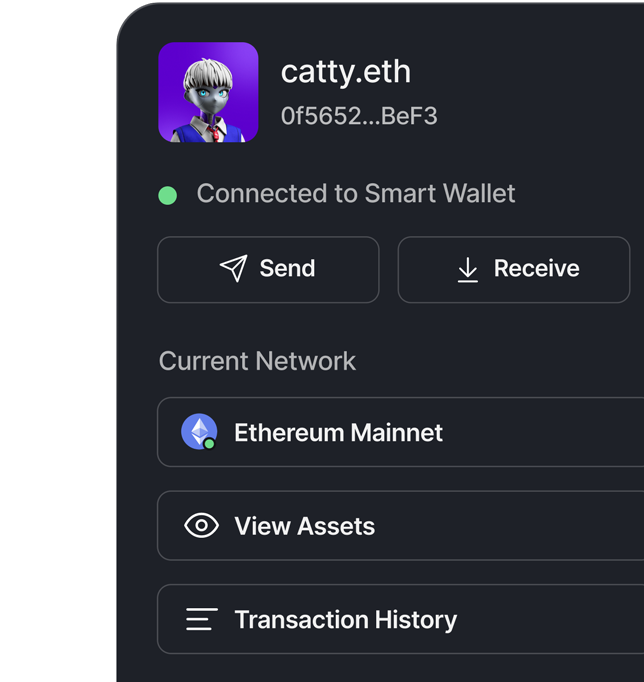 catty.eth
0f5652...BeF3
Connected to Smart Wallet
Send
Receive
Current Network
Ethereum Mainnet
View Assets
Transaction History